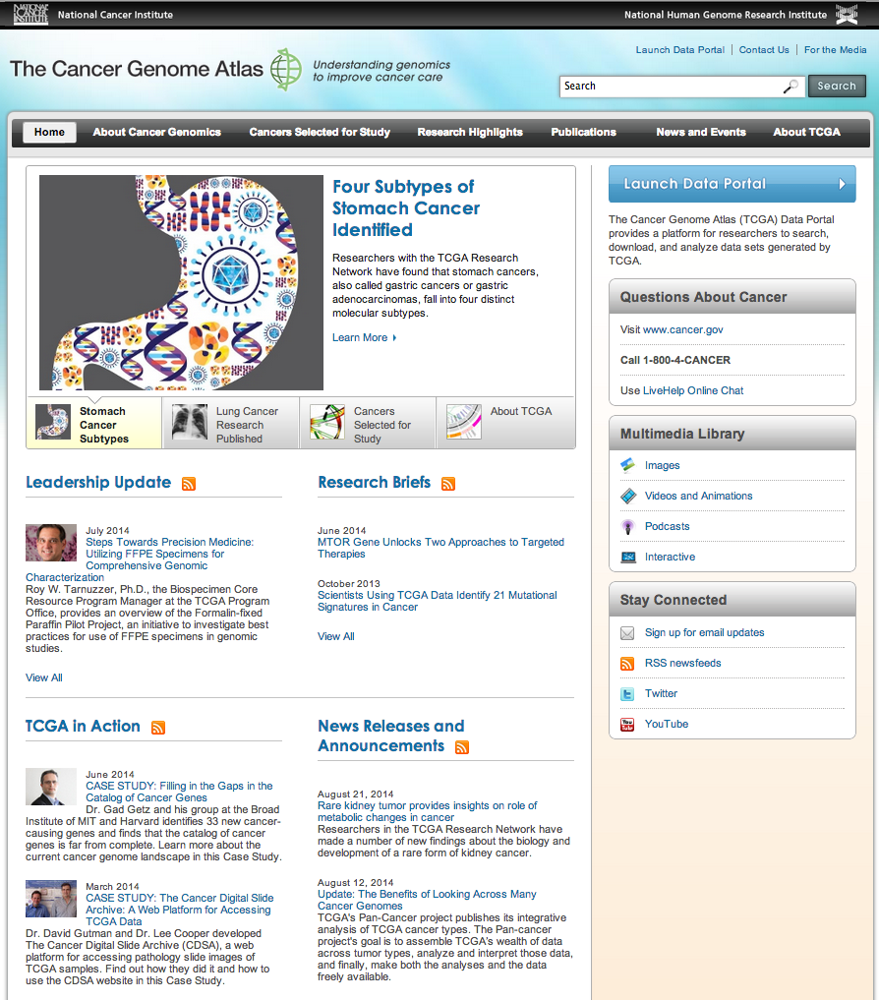 NATIONAL
CANCER
INSTITUTE
National Cancer Institute
National Human Genome Research Institute
Launch Data Portal | Contact Us | For the Media
The Cancer Genome Atlas
Understanding genomics
to improve cancer care
Search
Search
Home
About Cancer Genomics
Cancers Selected for Study
Research Highlights
Publications
News and Events
About TCGA
Four Subtypes of
Stomach Cancer
Identified
Researchers with the TCGA Research
Network have found that stomach cancers,
also called gastric cancers or gastric
adenocarcinomas, fall into four distinct
molecular subtypes.
Learn More
Stomach
Cancer
Subtypes
Lung Cancer
Research
Published
Cancers
Selected for
Study
About TCGA
Leadership Update
July 2014
Steps Towards Precision Medicine:
Utilizing FFPE Specimens for
Comprehensive Genomic
Characterization
Roy W. Tarnuzzer, Ph.D., the Biospecimen Core
Resource Program Manager at the TCGA Program
Office, provides an overview of the Formalin-fixed
Paraffin Pilot Project, an initiative to investigate best
practices for use of FFPE specimens in genomic
studies.
View All
Research Briefs
June 2014
MTOR Gene Unlocks Two Approaches to Targeted
Therapies
October 2013
Scientists Using TCGA Data Identify 21 Mutational
Signatures in Cancer
View All
TCGA in Action
June 2014
CASE STUDY: Filling in the Gaps in the
Catalog of Cancer Genes
Dr. Gad Getz and his group at the Broad
Institute of MIT and Harvard identifies 33 new cancer-
causing genes and finds that the catalog of cancer
genes is far from complete. Learn more about the
current cancer genome landscape in this Case Study.
March 2014
CASE STUDY: The Cancer Digital Slide
Archive: A Web Platform for Accessing
TCGA Data
Dr. David Gutman and Dr. Lee Cooper developed
The Cancer Digital Slide Archive (CDSA), a web
platform for accessing pathology slide images of
TCGA samples. Find out how they did it and how to
use the CDSA website in this Case Study.
News Releases and
Announcements
August 21, 2014
Rare kidney tumor provides insights on role of
metabolic changes in cancer
Researchers in the TCGA Research Network have
made a number of new findings about the biology and
development of a rare form of kidney cancer.
August 12, 2014
Update: The Benefits of Looking Across Many
Cancer Genomes
TCGA's Pan-Cancer project publishes its integrative
analysis of TCGA cancer types. The Pan-cancer
project's goal is to assemble TCGA's wealth of data
across tumor types, analyze and interpret those data,
and finally, make both the analyses and the data
freely available.
Launch Data Portal
The Cancer Genome Atlas (TCGA) Data Portal
provides a platform for researchers to search,
download, and analyze data sets generated by
TCGA.
Questions About Cancer
Visit www.cancer.gov
Call 1-800-4-CANCER
Use LiveHelp Online Chat
Multimedia Library
Images
Videos and Animations
Podcasts
Interactive
Stay Connected
Sign up for email updates
RSS newsfeeds
Twitter
You
Tube
YouTube